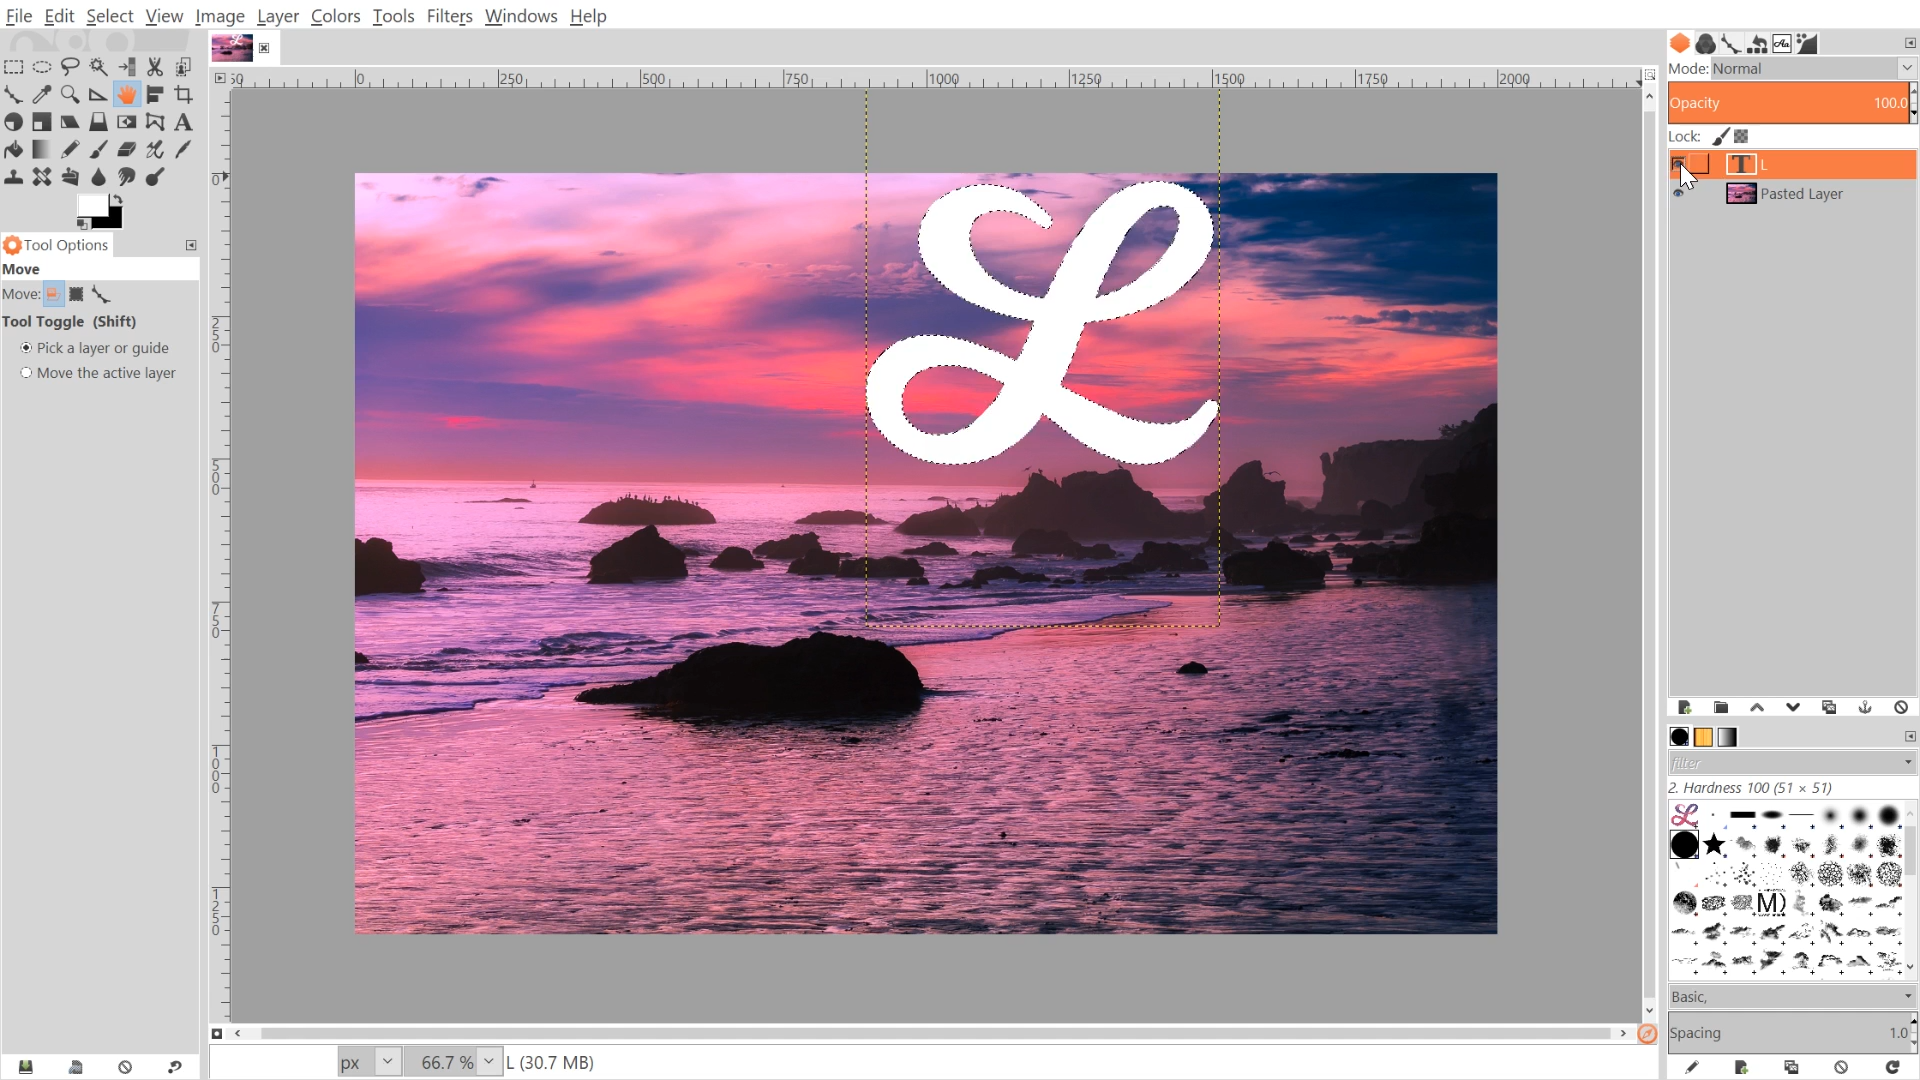 File Edit Select View Image Layer Colors Tools Filters Windows Help
50 0 250 500 750 1000 1250 1500 1750 2000
Mode: Normal
Opacity 100.0
Lock:
L
Pasted Layer
Tool Options
Move
Move:
Tool Toggle (Shift)
Pick a layer or guide
Move the active layer
0
250
500
750
1000
1250
L
filter
2. Hardness 100 (51 × 51)
Basic,
Spacing 1.0
px 66.7 % L (30.7 MB)